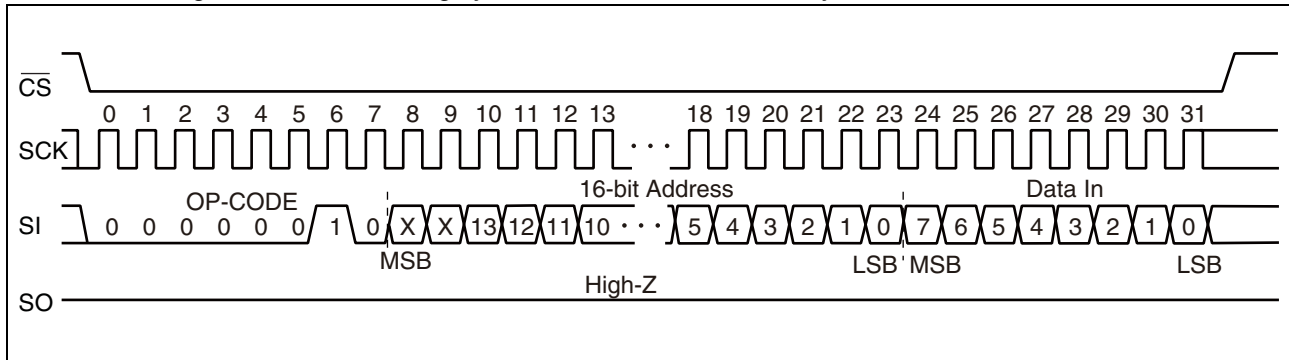 CS
0 1 2 3 4 5 6 7 8 9 10 11 12 13 18 19 20 21 22 23 24 25 26 27 28 29 30 31
SCK ···
OP-CODE 16-bit Address Data In
SI 0 0 0 0 0 0 1 0 X X 13 12 11 10 ··· 5 4 3 2 1 0 7 6 5 4 3 2 1 0
MSB LSB MSB LSB
High-Z
SO